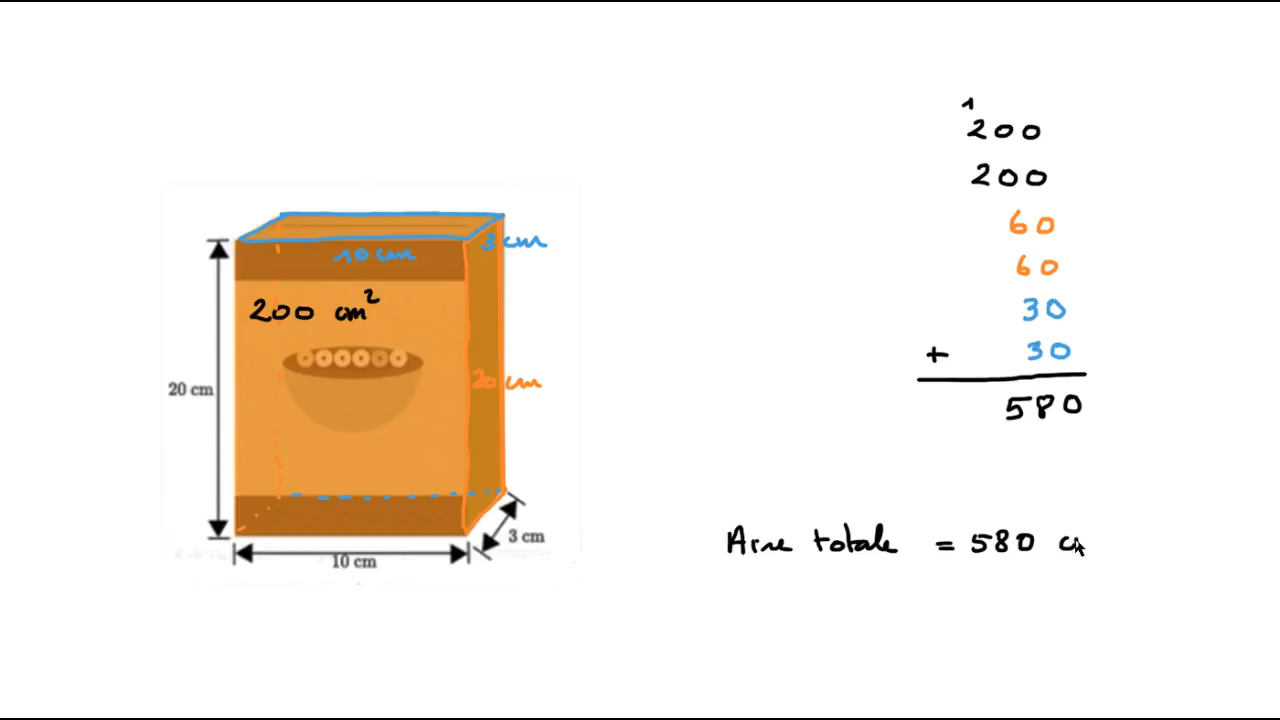 10 cm
3 cm
200 cm²
20 cm
20 cm
3 cm
10 cm
1
200
200
60
60
30
+ 30
580
Aire totale = 580 c